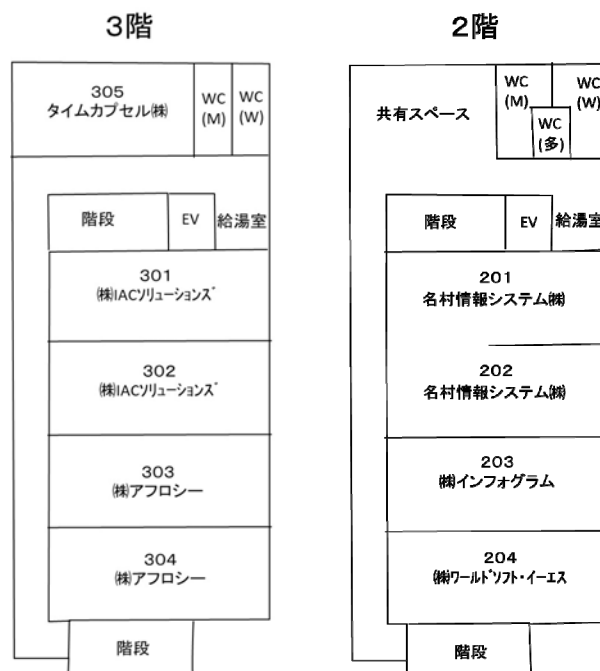 3階
305
タイムカプセル㈱
WC
(M)
WC
(W)
階段
EV
給湯室
301
㈱IACソリューションズ
302
㈱IACソリューションズ
303
㈱アフロシー
304
㈱アフロシー
階段
2階
共有スペース
WC
(M)
WC
(W)
WC
(多)
階段
EV
給湯室
201
名村情報システム㈱
202
名村情報システム㈱
203
㈱インフォグラム
204
㈱ワールドソフト・イーエス
階段